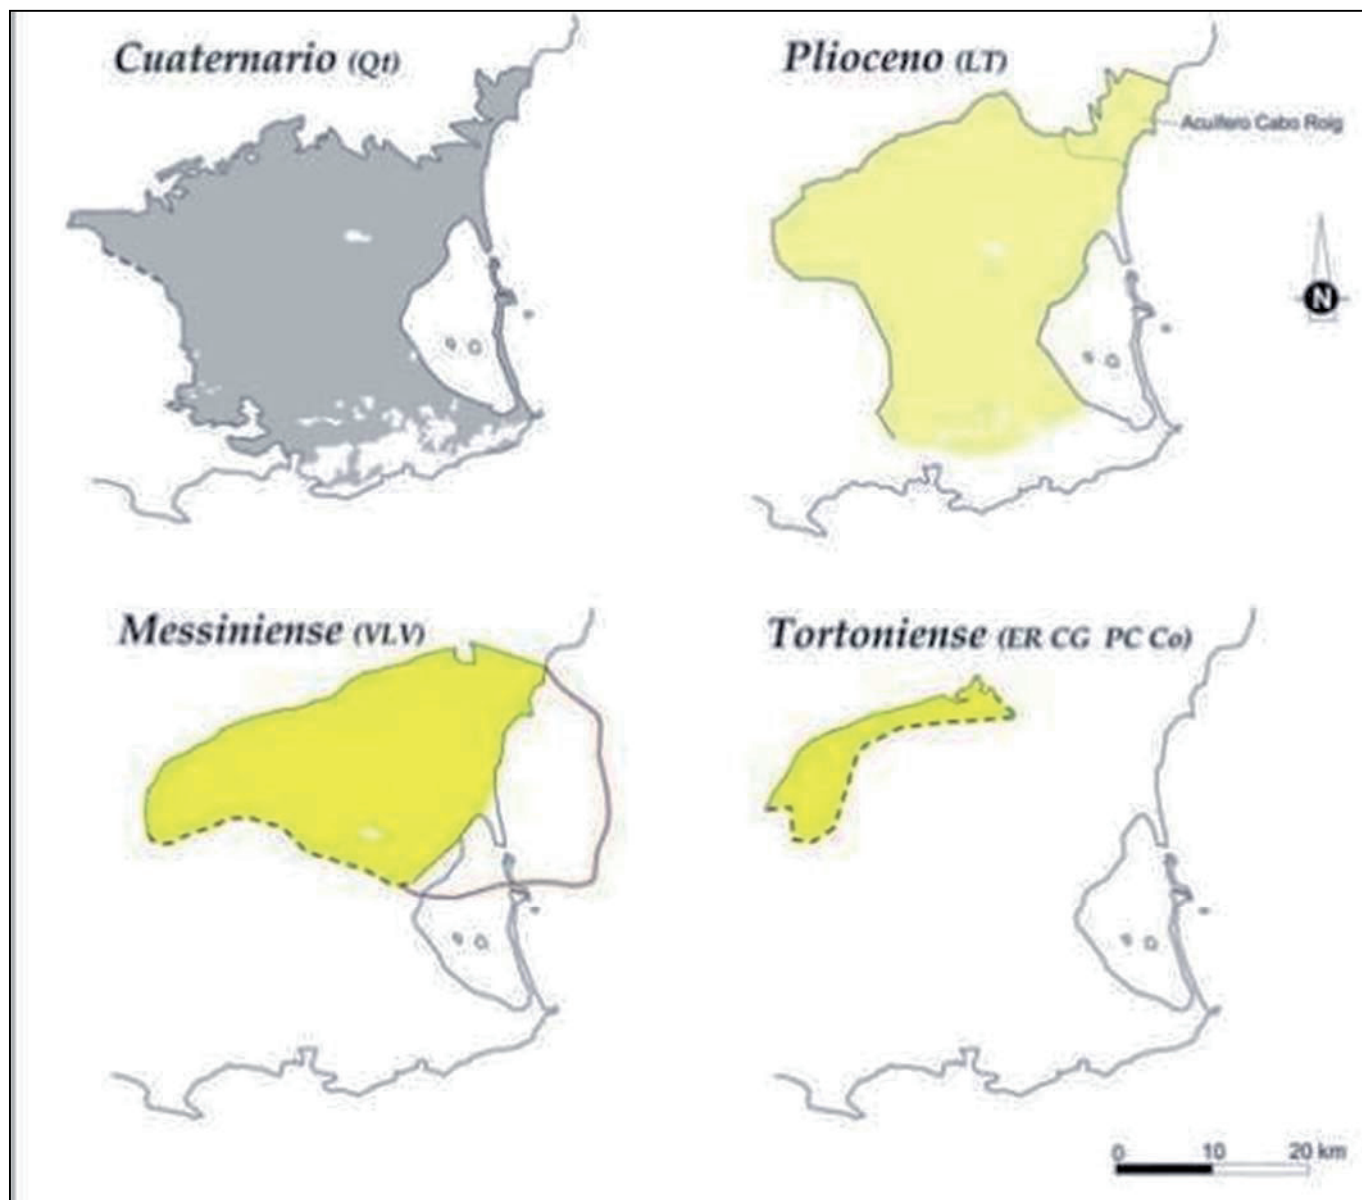 Cuaternario (Qt)
Plioceno (LT)
Acuífero Cabo Roig
N
Messiniense (VLV)
Tortoniense (ER CG PC Co)
0 10 20 km